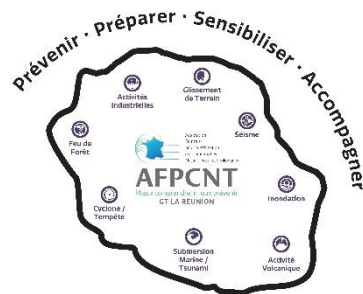 Prévenir · Préparer · Sensibiliser · Accompagner
Activités
Industrielles
Glissement
de Terrain
Feu de
Forêt
Séisme
AFPCNT
GT LA RÉUNION
Inondation
Cyclone /
Tempête
Submersion
Marine /
Tsunami
Activité
Volcanique